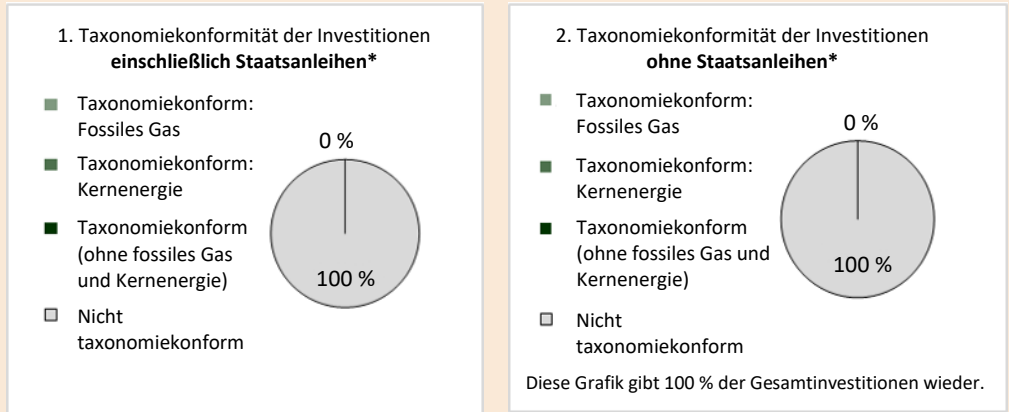 1. Taxonomiekonformität der Investitionen
einschließlich Staatsanleihen*
Taxonomiekonform:
Fossiles Gas
Taxonomiekonform:
Kernenergie
Taxonomiekonform
(ohne fossiles Gas
und Kernenergie)
Nicht
taxonomiekonform
0 %
100 %
2. Taxonomiekonformität der Investitionen
ohne Staatsanleihen*
Taxonomiekonform:
Fossiles Gas
Taxonomiekonform:
Kernenergie
Taxonomiekonform
(ohne fossiles Gas und
Kernenergie)
Nicht
taxonomiekonform
0 %
100 %
Diese Grafik gibt 100 % der Gesamtinvestitionen wieder.